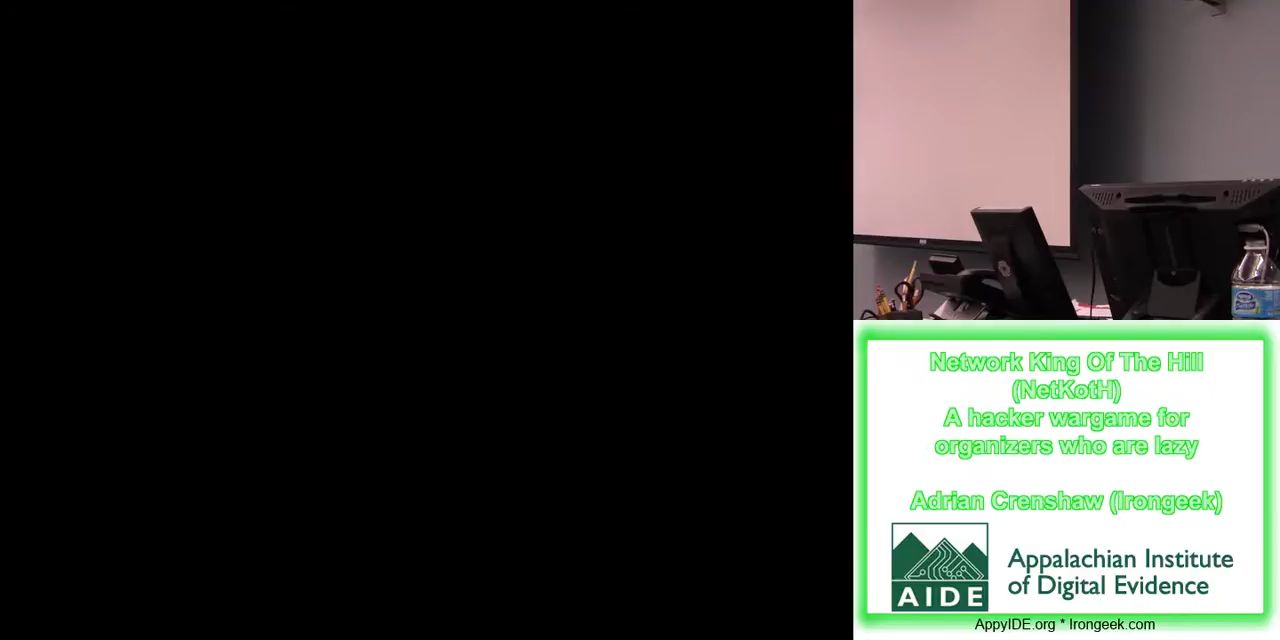 Network King Of The Hill
(NetKotH)
A hacker wargame for
organizers who are lazy
Adrian Crenshaw (Irongeek)
AIDE
Appalachian Institute
of Digital Evidence
AppyIDE.org * Irongeek.com